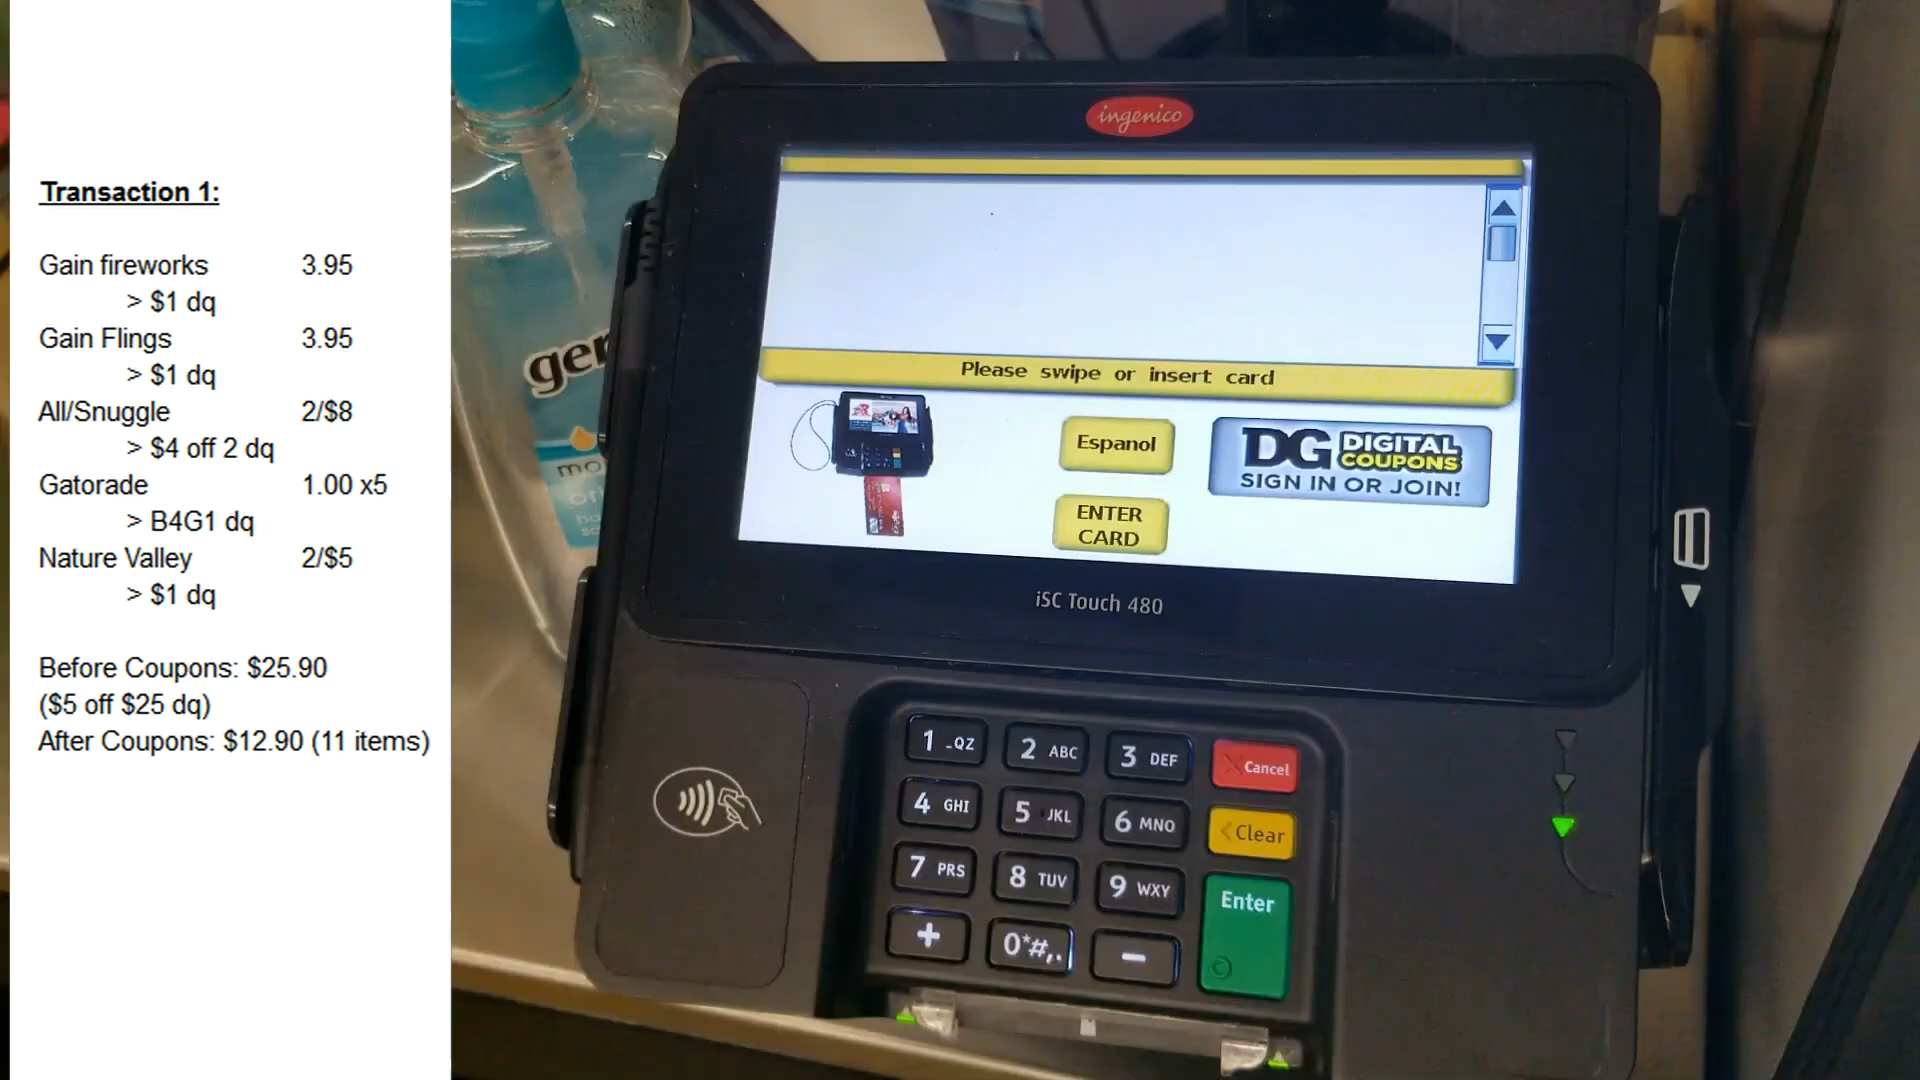 Transaction 1:
Gain fireworks 3.95
> $1 dq
Gain Flings 3.95
> $1 dq
All/Snuggle 2/$8
> $4 off 2 dq
Gatorade 1.00 x5
> B4G1 dq
Nature Valley 2/$5
> $1 dq
Before Coupons: $25.90
($5 off $25 dq)
After Coupons: $12.90 (11 items)
ger
mo
ingenico
Please swipe or insert card
Espanol
ENTER
CARD
DG DIGITAL
COUPONS
SIGN IN OR JOIN!
iSC Touch 480
1 -QZ 2 ABC 3 DEF Cancel
4 GHI 5 JKL 6 MNO <Clear
7 PRS 8 TUV 9 WXY Enter
+ 0*#,. -